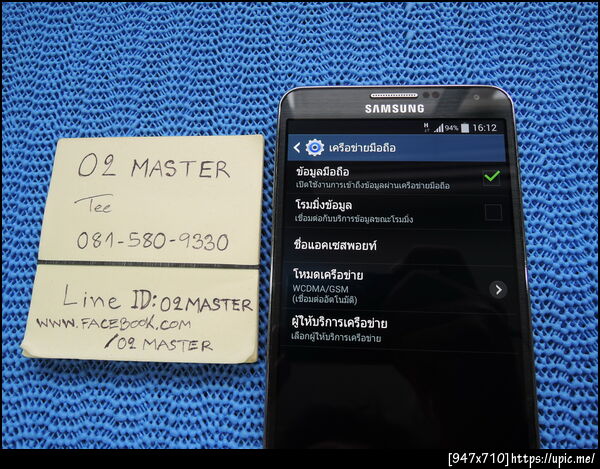 O2 MASTER
Tee
081-580-9330
Line ID: O2MASTER
WWW.FACEBOOK.COM
/O2 MASTER
SAMSUNG
H 94% 16:12
เครือข่ายมือถือ
ข้อมูลมือถือ
เปิดใช้งานการเข้าถึงข้อมูลผ่านเครือข่ายมือถือ
โรมมิ่งข้อมูล
เชื่อมต่อกับบริการข้อมูลขณะโรมมิ่ง
ชื่อแอคเซสพอยท์
โหมดเครือข่าย
WCDMA/GSM
(เชื่อมต่ออัตโนมัติ)
ผู้ให้บริการเครือข่าย
เลือกผู้ให้บริการเครือข่าย
[947x710]https://upic.me/